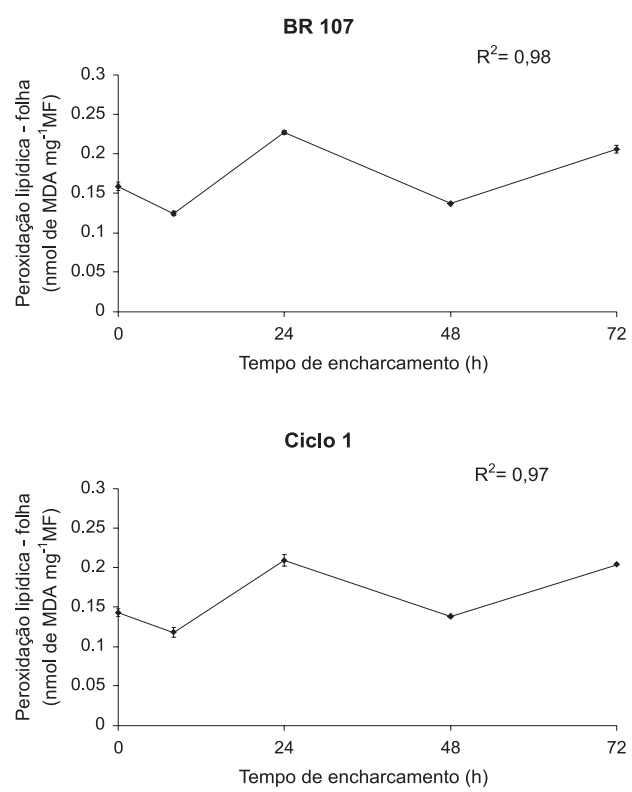 BR 107
R²= 0,98
Peroxidação lipídica - folha
(nmol de MDA mg⁻¹MF)
0.3
0.25
0.2
0.15
0.1
0.05
0
0 24 48 72
Tempo de encharcamento (h)
Ciclo 1
R²= 0,97
Peroxidação lipídica - folha
(nmol de MDA mg⁻¹MF)
0.3
0.25
0.2
0.15
0.1
0.05
0
0 24 48 72
Tempo de encharcamento (h)